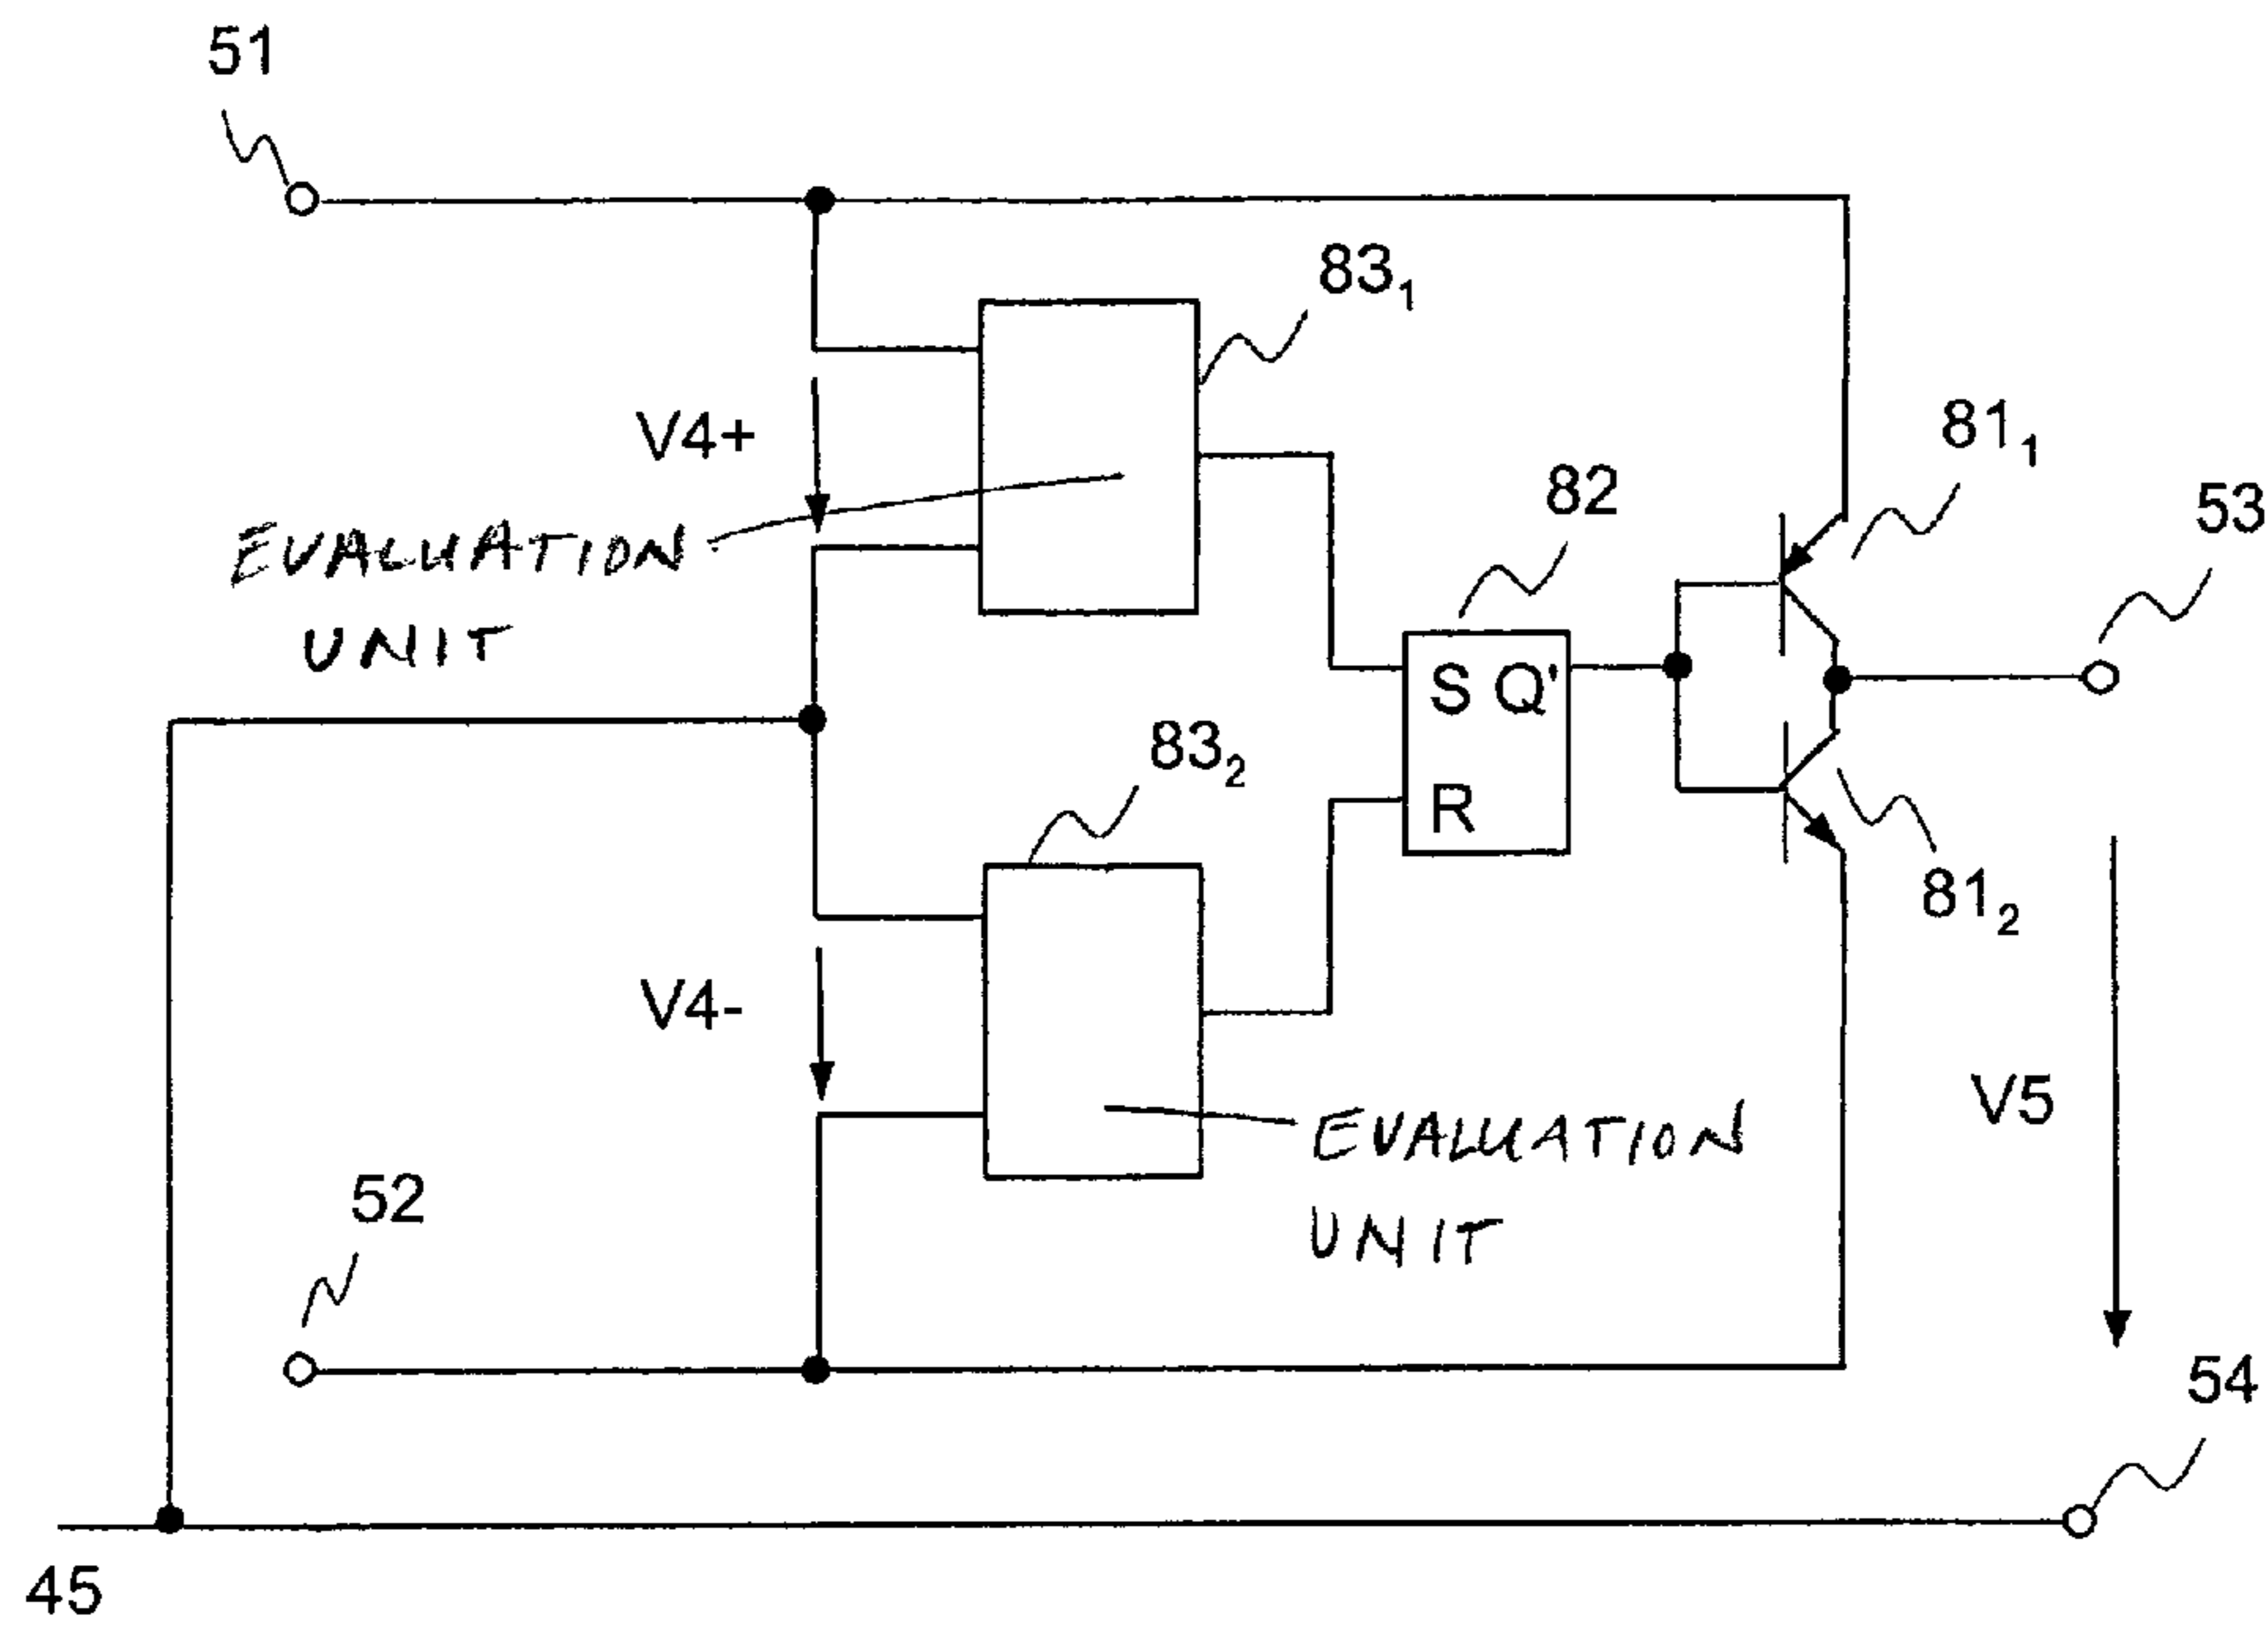 51
83₁
V4+
81₁
82
53
EVALUATION
UNIT
S Q'
83₂
R
81₂
V4-
V5
EVALUATION
52
UNIT
54
45